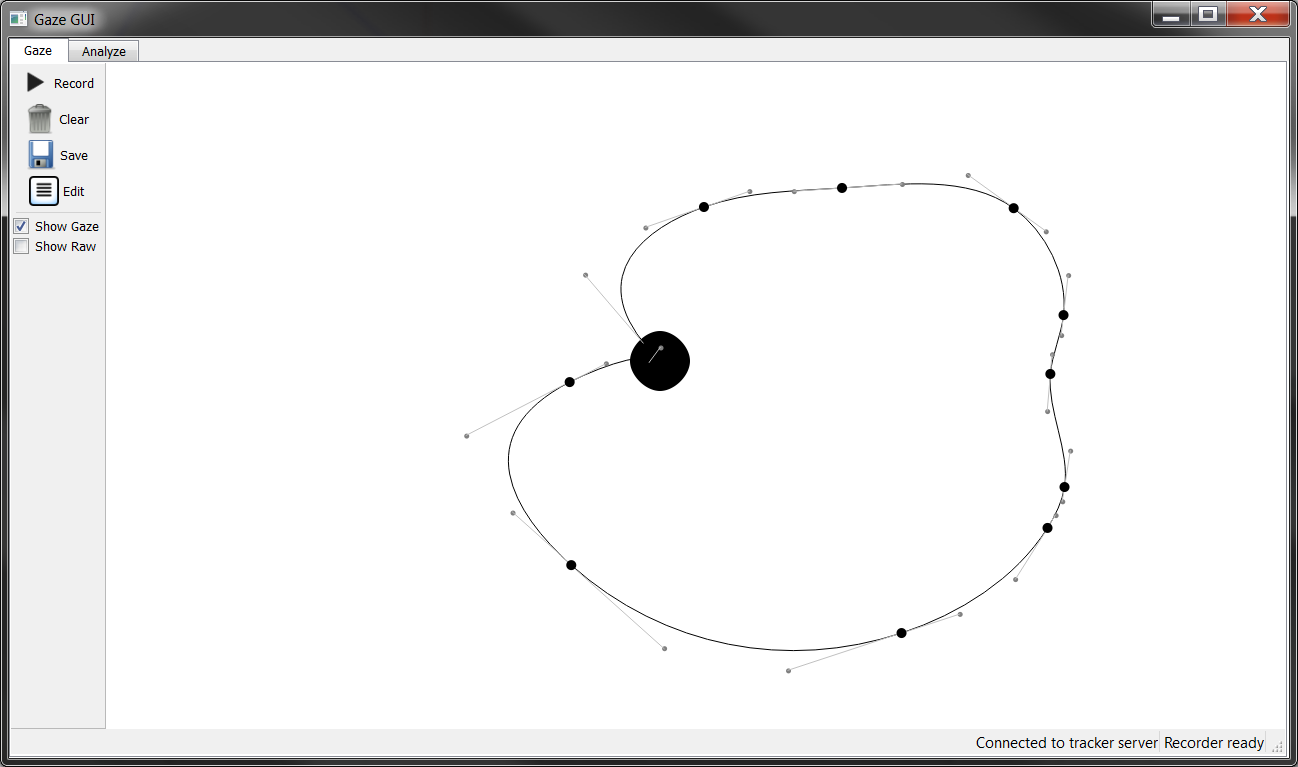 Gaze GUI
Gaze Analyze
Record
Clear
Save
Edit
Show Gaze
Show Raw
Connected to tracker server Recorder ready